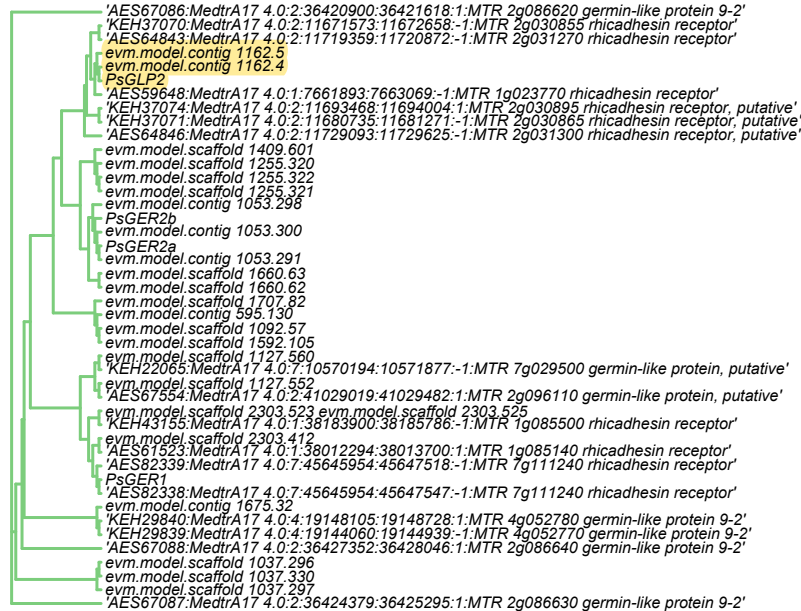 'AES67086:MedtrA17 4.0:2:36420900:36421618:1:MTR 2g086620 germin-like protein 9-2'
'KEH37070:MedtrA17 4.0:2:11671573:11672658:-1:MTR 2g030855 rhicadhesin receptor'
'AES64843:MedtrA17 4.0:2:11719359:11720872:-1:MTR 2g031270 rhicadhesin receptor'
evm.model.contig 1162.5
evm.model.contig 1162.4
PsGLP2
'AES59648:MedtrA17 4.0:1:7661893:7663069:-1:MTR 1g023770 rhicadhesin receptor'
'KEH37074:MedtrA17 4.0:2:11693468:11694004:1:MTR 2g030895 rhicadhesin receptor, putative'
'KEH37071:MedtrA17 4.0:2:11680735:11681271:-1:MTR 2g030865 rhicadhesin receptor, putative'
'AES64846:MedtrA17 4.0:2:11729093:11729625:-1:MTR 2g031300 rhicadhesin receptor, putative'
evm.model.scaffold 1409.601
evm.model.scaffold 1255.320
evm.model.scaffold 1255.322
evm.model.scaffold 1255.321
evm.model.contig 1053.298
PsGER2b
evm.model.contig 1053.300
PsGER2a
evm.model.contig 1053.291
evm.model.scaffold 1660.63
evm.model.scaffold 1660.62
evm.model.scaffold 1707.82
evm.model.contig 595.130
evm.model.scaffold 1092.57
evm.model.scaffold 1592.105
evm.model.scaffold 1127.560
'KEH22065:MedtrA17 4.0:7:10570194:10571877:-1:MTR 7g029500 germin-like protein, putative'
evm.model.scaffold 1127.552
'AES67554:MedtrA17 4.0:2:41029019:41029482:1:MTR 2g096110 germin-like protein, putative'
evm.model.scaffold 2303.523 evm.model.scaffold 2303.525
'KEH43155:MedtrA17 4.0:1:38183900:38185786:-1:MTR 1g085500 rhicadhesin receptor'
evm.model.scaffold 2303.412
'AES61523:MedtrA17 4.0:1:38012294:38013700:1:MTR 1g085140 rhicadhesin receptor'
'AES82339:MedtrA17 4.0:7:45645954:45647518:-1:MTR 7g111240 rhicadhesin receptor'
PsGER1
'AES82338:MedtrA17 4.0:7:45645954:45647547:-1:MTR 7g111240 rhicadhesin receptor'
evm.model.contig 1675.32
'KEH29840:MedtrA17 4.0:4:19148105:19148728:1:MTR 4g052780 germin-like protein 9-2'
'KEH29839:MedtrA17 4.0:4:19144060:19144939:-1:MTR 4g052770 germin-like protein 9-2'
'AES67088:MedtrA17 4.0:2:36427352:36428046:1:MTR 2g086640 germin-like protein 9-2'
evm.model.scaffold 1037.296
evm.model.scaffold 1037.330
evm.model.scaffold 1037.297
'AES67087:MedtrA17 4.0:2:36424379:36425295:1:MTR 2g086630 germin-like protein 9-2'